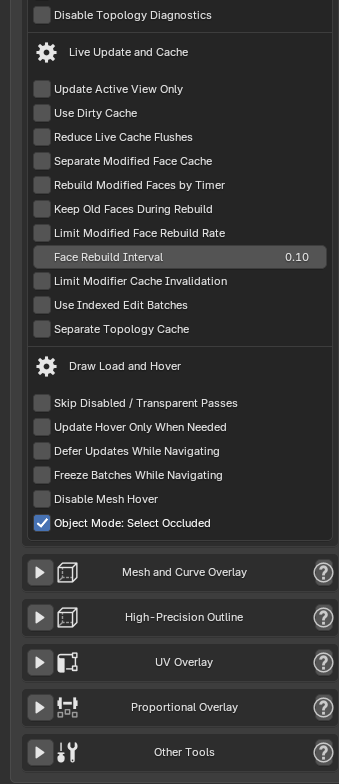 Disable Topology Diagnostics
Live Update and Cache
Update Active View Only
Use Dirty Cache
Reduce Live Cache Flushes
Separate Modified Face Cache
Rebuild Modified Faces by Timer
Keep Old Faces During Rebuild
Limit Modified Face Rebuild Rate
Face Rebuild Interval 0.10
Limit Modifier Cache Invalidation
Use Indexed Edit Batches
Separate Topology Cache
Draw Load and Hover
Skip Disabled / Transparent Passes
Update Hover Only When Needed
Defer Updates While Navigating
Freeze Batches While Navigating
Disable Mesh Hover
Object Mode: Select Occluded
Mesh and Curve Overlay ?
High-Precision Outline ?
UV Overlay ?
Proportional Overlay ?
Other Tools ?